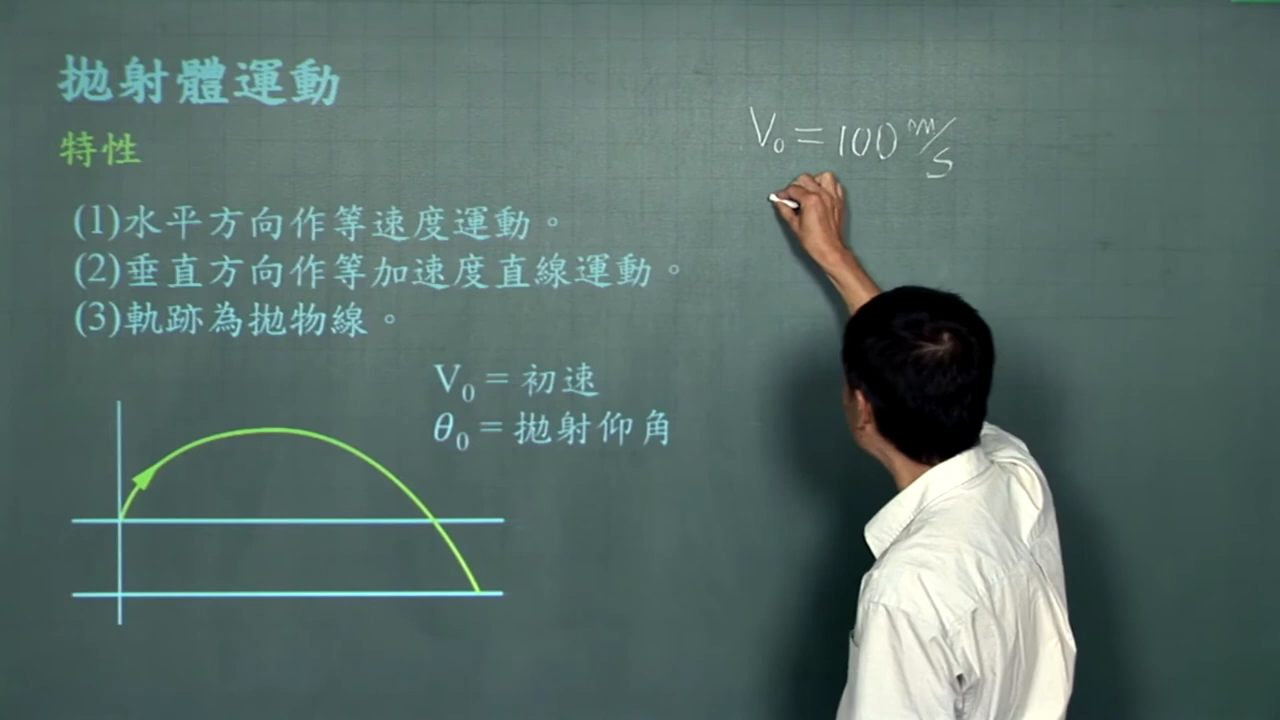 拋射體運動
特性
(1)水平方向作等速度運動。
(2)垂直方向作等加速度直線運動。
(3)軌跡為拋物線。
V₀ = 初速
θ₀ = 拋射仰角
V₀ = 100 m/s